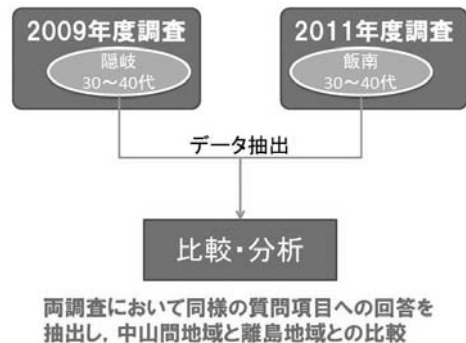 2009年度調査
隠岐
30～40代
2011年度調査
飯南
30～40代
データ抽出
比較・分析
両調査において同様の質問項目への回答を
抽出し，中山間地域と離島地域との比較